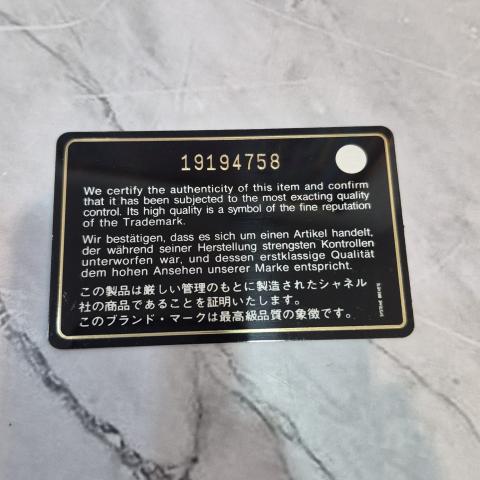 19194758
We certify the authenticity of this item and confirm
that it has been subjected to the most exacting quality
control. Its high quality is a symbol of the fine reputation
of the Trademark.
Wir bestätigen, dass es sich um einen Artikel handelt,
der während seiner Herstellung strengsten Kontrollen
unterworfen war, und dessen erstklassige Qualität
dem hohen Ansehen unserer Marke entspricht.
この製品は厳しい管理のもとに製造されたシャネル
社の商品であることを証明いたします。
このブランド・マークは最高級品質の象徴です。